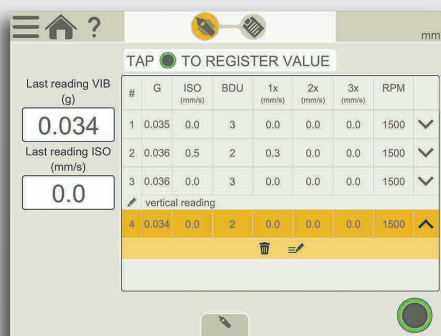 ?
mm
TAP TO REGISTER VALUE
Last reading VIB
(g)
0.034
Last reading ISO
(mm/s)
0.0
# G ISO (mm/s) BDU 1x (mm/s) 2x (mm/s) 3x (mm/s) RPM
1 0.035 0.0 3 0.0 0.0 0.0 1500
2 0.036 0.5 2 0.3 0.0 0.0 1500
3 0.036 0.0 3 0.0 0.0 0.0 1500
vertical reading
4 0.034 0.0 2 0.0 0.0 0.0 1500